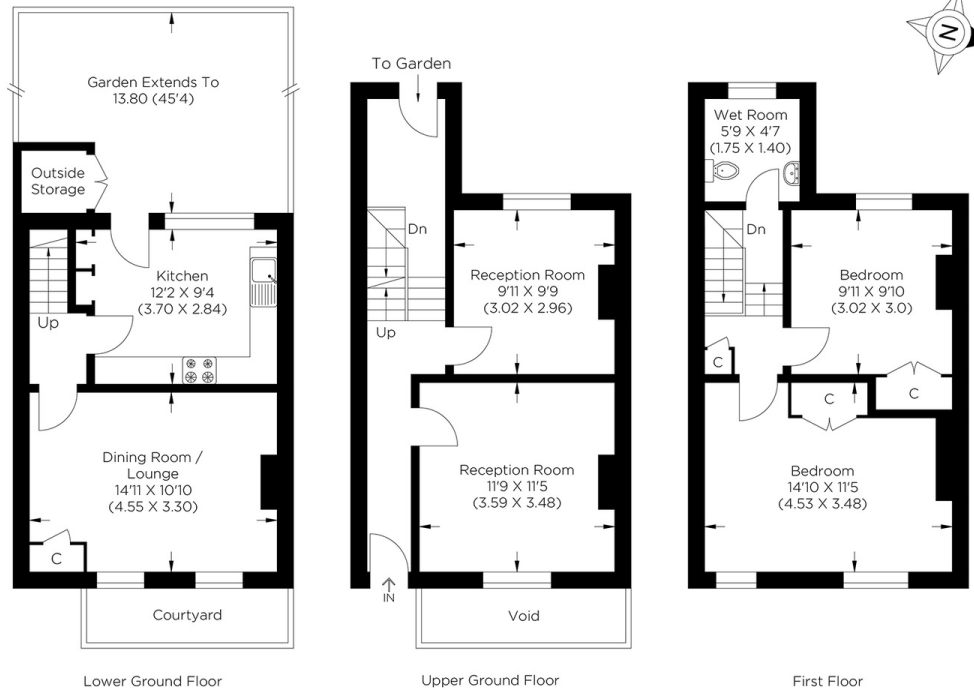 N
Garden Extends To
13.80 (45'4)
Outside
Storage
Kitchen
12'2 X 9'4
(3.70 X 2.84)
Up
Dining Room /
Lounge
14'11 X 10'10
(4.55 X 3.30)
C
Courtyard
Lower Ground Floor
To Garden
Dn
Reception Room
9'11 X 9'9
(3.02 X 2.96)
Up
Reception Room
11'9 X 11'5
(3.59 X 3.48)
IN
Void
Upper Ground Floor
Wet Room
5'9 X 4'7
(1.75 X 1.40)
Dn
Bedroom
9'11 X 9'10
(3.02 X 3.0)
C
C
C
Bedroom
14'10 X 11'5
(4.53 X 3.48)
First Floor